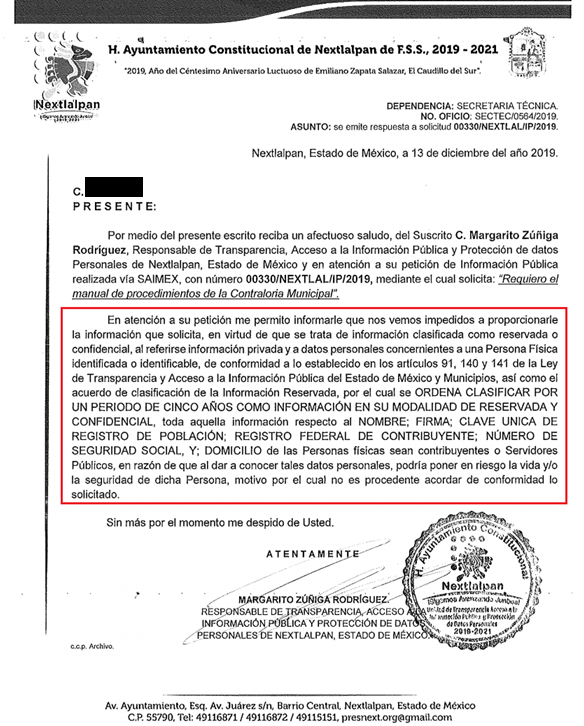 H. Ayuntamiento Constitucional de Nextlalpan de F.S.S., 2019 - 2021
"2019, Año del Céntesimo Aniversario Luctuoso de Emiliano Zapata Salazar, El Caudillo del Sur".
Nextlalpan
DEPENDENCIA: SECRETARIA TÉCNICA.
NO. OFICIO: SECTEC/0564/2019.
ASUNTO: se emite respuesta a solicitud 00330/NEXTLAL/IP/2019.
Nextlalpan, Estado de México, a 13 de diciembre del año 2019.
C.
P R E S E N T E:
Por medio del presente escrito reciba un afectuoso saludo, del Suscrito C. Margarito Zúñiga
Rodríguez, Responsable de Transparencia, Acceso a la Información Pública y Protección de datos
Personales de Nextlalpan, Estado de México y en atención a su petición de Información Pública
realizada vía SAIMEX, con número 00330/NEXTLAL/IP/2019, mediante el cual solicita: "Requiero el
manual de procedimientos de la Contraloria Municipal".
En atención a su petición me permito informarle que nos vemos impedidos a proporcionarle
la información que solicita, en virtud de que se trata de información clasificada como reservada o
confidencial, al referirse información privada y a datos personales concernientes a una Persona Física
identificada o identificable, de conformidad a lo establecido en los artículos 91, 140 y 141 de la Ley
de Transparencia y Acceso a la Información Pública del Estado de México y Municipios, así como el
acuerdo de clasificación de la Información Reservada, por el cual se ORDENA CLASIFICAR POR
UN PERIODO DE CINCO AÑOS COMO INFORMACIÓN EN SU MODALIDAD DE RESERVADA Y
CONFIDENCIAL, toda aquella información respecto al NOMBRE; FIRMA; CLAVE UNICA DE
REGISTRO DE POBLACIÓN; REGISTRO FEDERAL DE CONTRIBUYENTE; NÚMERO DE
SEGURIDAD SOCIAL, Y; DOMICILIO de las Personas físicas sean contribuyentes o Servidores
Públicos, en razón de que al dar a conocer tales datos personales, podría poner en riesgo la vida y/o
la seguridad de dicha Persona, motivo por el cual no es procedente acordar de conformidad lo
solicitado.
Sin más por el momento me despido de Usted.
A T E N T A M E N T E
MARGARITO ZÚÑIGA RODRÍGUEZ.
RESPONSABLE DE TRANSPARENCIA, ACCESO A LA
INFORMACIÓN PÚBLICA Y PROTECCIÓN DE DATOS
PERSONALES DE NEXTLALPAN, ESTADO DE MÉXICO.
H. Ayuntamiento Constitucional
Nextlalpan
¡Sigamos Avanzando Juntos!
Unidad de Transparencia Acceso a la
Información Pública y Protección
de Datos Personales
2019-2021
c.c.p. Archivo.
Av. Ayuntamiento, Esq. Av. Juárez s/n, Barrio Central, Nextlalpan, Estado de México
C.P. 55790, Tel: 49116871 / 49116872 / 49115151, presnext.org@gmail.com